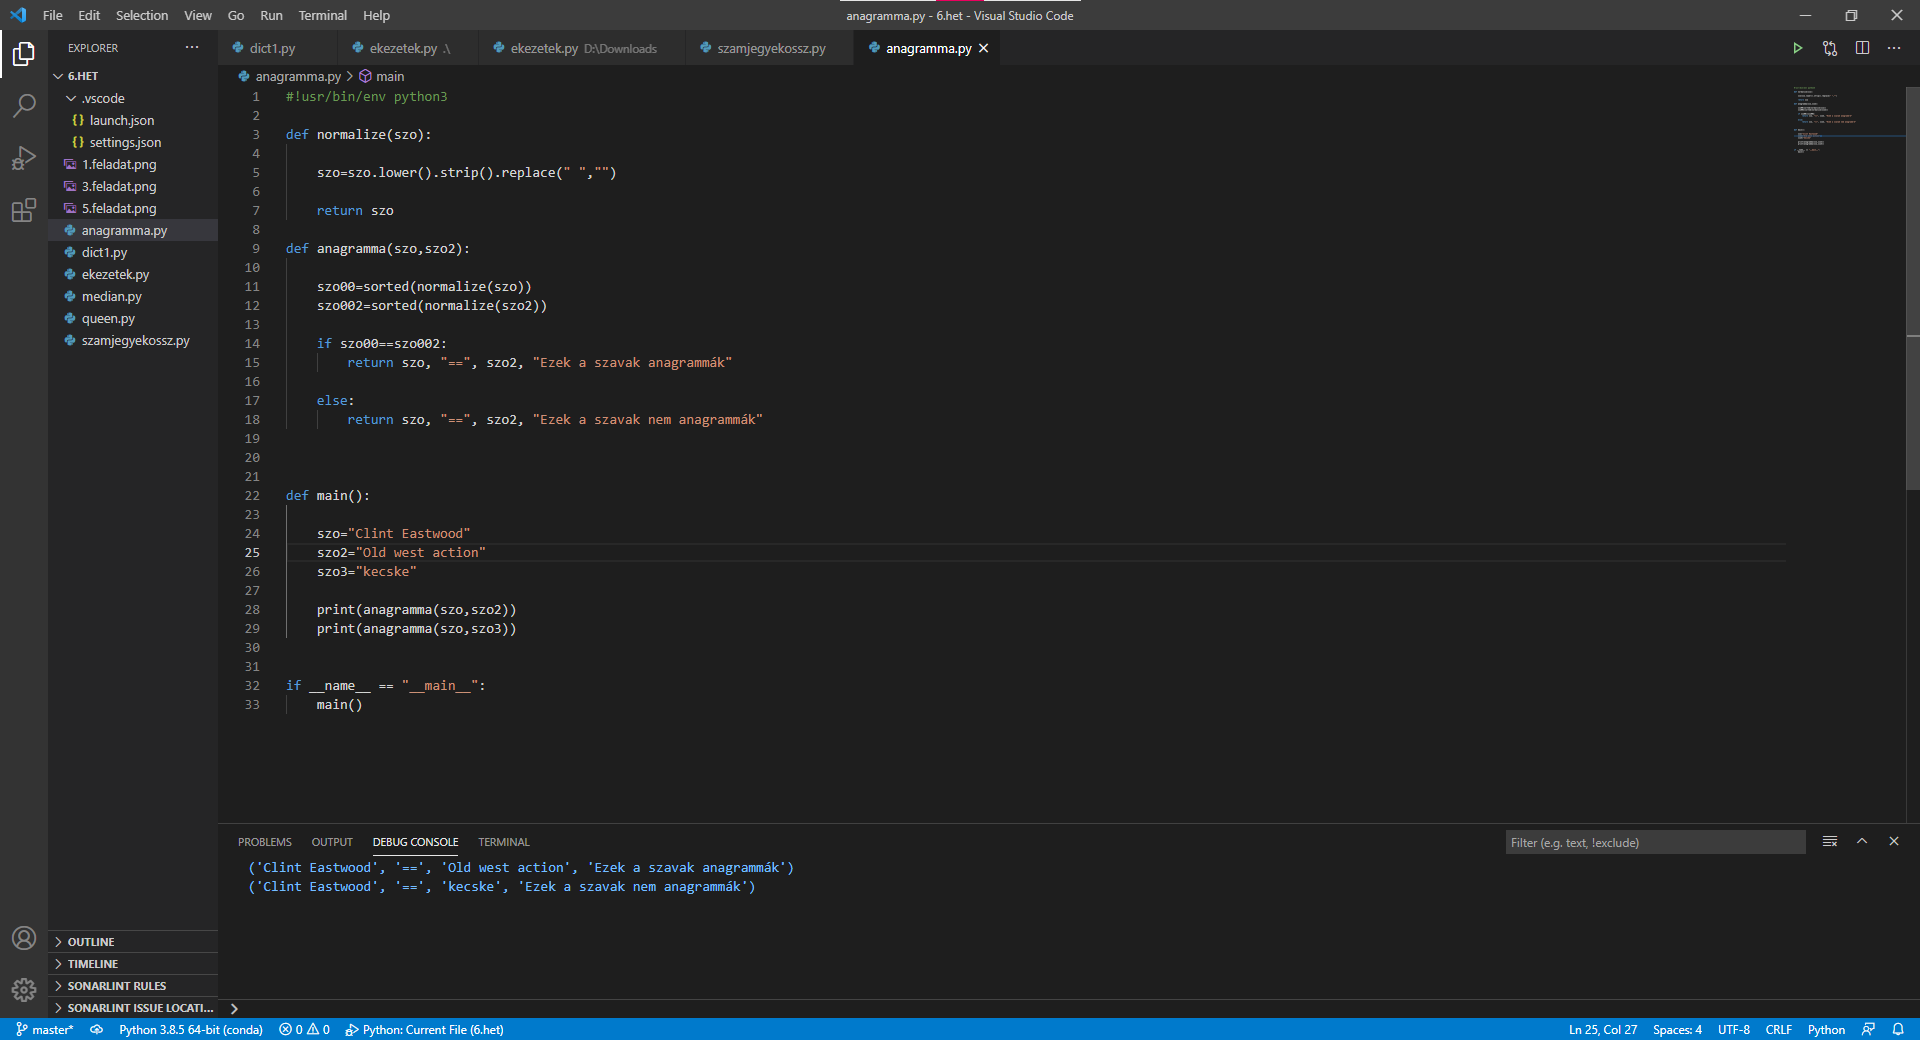 File Edit Selection View Go Run Terminal Help
anagramma.py - 6.het - Visual Studio Code
EXPLORER
6.HET
.vscode
launch.json
settings.json
1.feladat.png
3.feladat.png
5.feladat.png
anagramma.py
dict1.py
ekezetek.py
median.py
queen.py
szamjegyekossz.py
OUTLINE
TIMELINE
SONARLINT RULES
SONARLINT ISSUE LOCATI...
dict1.py ekezetek.py .\ ekezetek.py D:\Downloads szamjegyekossz.py anagramma.py
anagramma.py > main
1 #!usr/bin/env python3
2
3 def normalize(szo):
4
5 szo=szo.lower().strip().replace(" ","")
6
7 return szo
8
9 def anagramma(szo,szo2):
10
11 szo00=sorted(normalize(szo))
12 szo002=sorted(normalize(szo2))
13
14 if szo00==szo002:
15 return szo, "==", szo2, "Ezek a szavak anagrammák"
16
17 else:
18 return szo, "==", szo2, "Ezek a szavak nem anagrammák"
19
20
21
22 def main():
23
24 szo="Clint Eastwood"
25 szo2="Old west action"
26 szo3="kecske"
27
28 print(anagramma(szo,szo2))
29 print(anagramma(szo,szo3))
30
31
32 if __name__ == "__main__":
33 main()
PROBLEMS OUTPUT DEBUG CONSOLE TERMINAL
Filter (e.g. text, !exclude)
('Clint Eastwood', '==', 'Old west action', 'Ezek a szavak anagrammák')
('Clint Eastwood', '==', 'kecske', 'Ezek a szavak nem anagrammák')
master* Python 3.8.5 64-bit (conda) 0 0 Python: Current File (6.het)
Ln 25, Col 27 Spaces: 4 UTF-8 CRLF Python